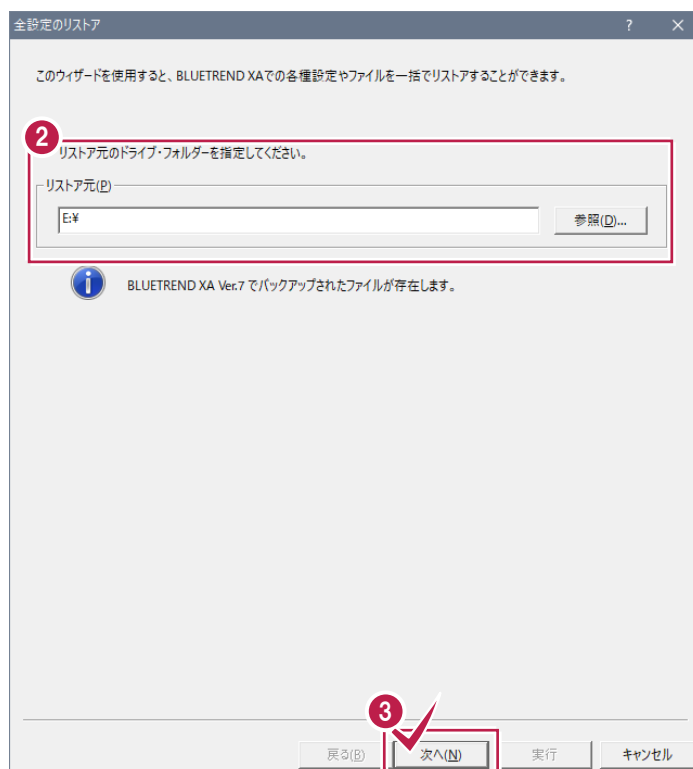 全設定のリストア
このウィザードを使用すると、BLUETREND XAでの各種設定やファイルを一括でリストアすることができます。
2
リストア元のドライブ・フォルダーを指定してください。
リストア元(P)
E:¥
参照(D)...
BLUETREND XA Ver.7 でバックアップされたファイルが存在します。
3
戻る(B) 次へ(N) 実行 キャンセル